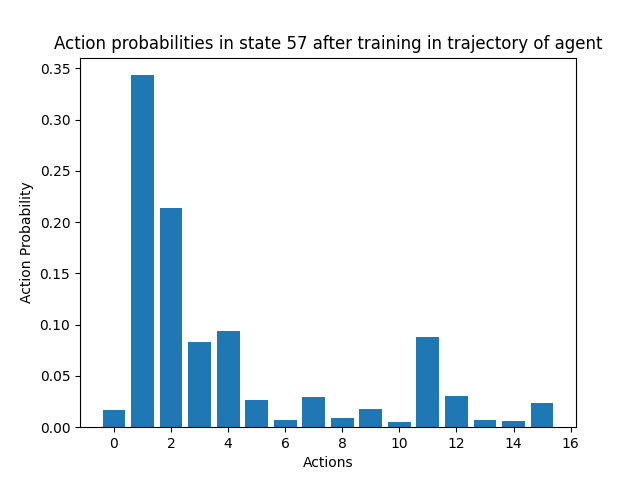 Action probabilities in state 57 after training in trajectory of agent
0.35
0.30
0.25
0.20
0.15
0.10
0.05
0.00
Action Probability
0 2 4 6 8 10 12 14 16
Actions